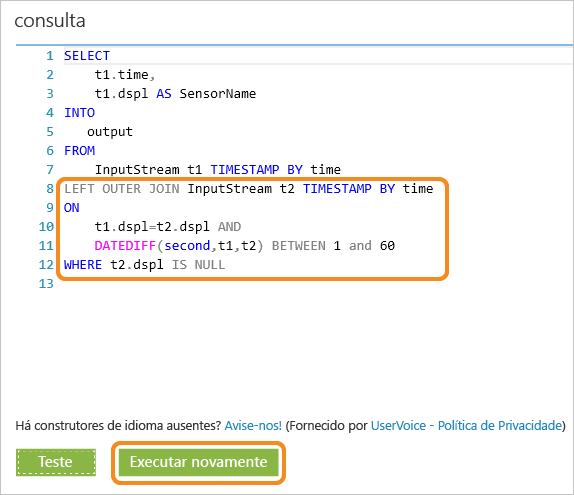 consulta
1 SELECT
2 t1.time,
3 t1.dspl AS SensorName
4 INTO
5 output
6 FROM
7 InputStream t1 TIMESTAMP BY time
8 LEFT OUTER JOIN InputStream t2 TIMESTAMP BY time
9 ON
10 t1.dspl=t2.dspl AND
11 DATEDIFF(second,t1,t2) BETWEEN 1 and 60
12 WHERE t2.dspl IS NULL
13
Há construtores de idioma ausentes? Avise-nos! (Fornecido por UserVoice - Política de Privacidade)
Teste Executar novamente